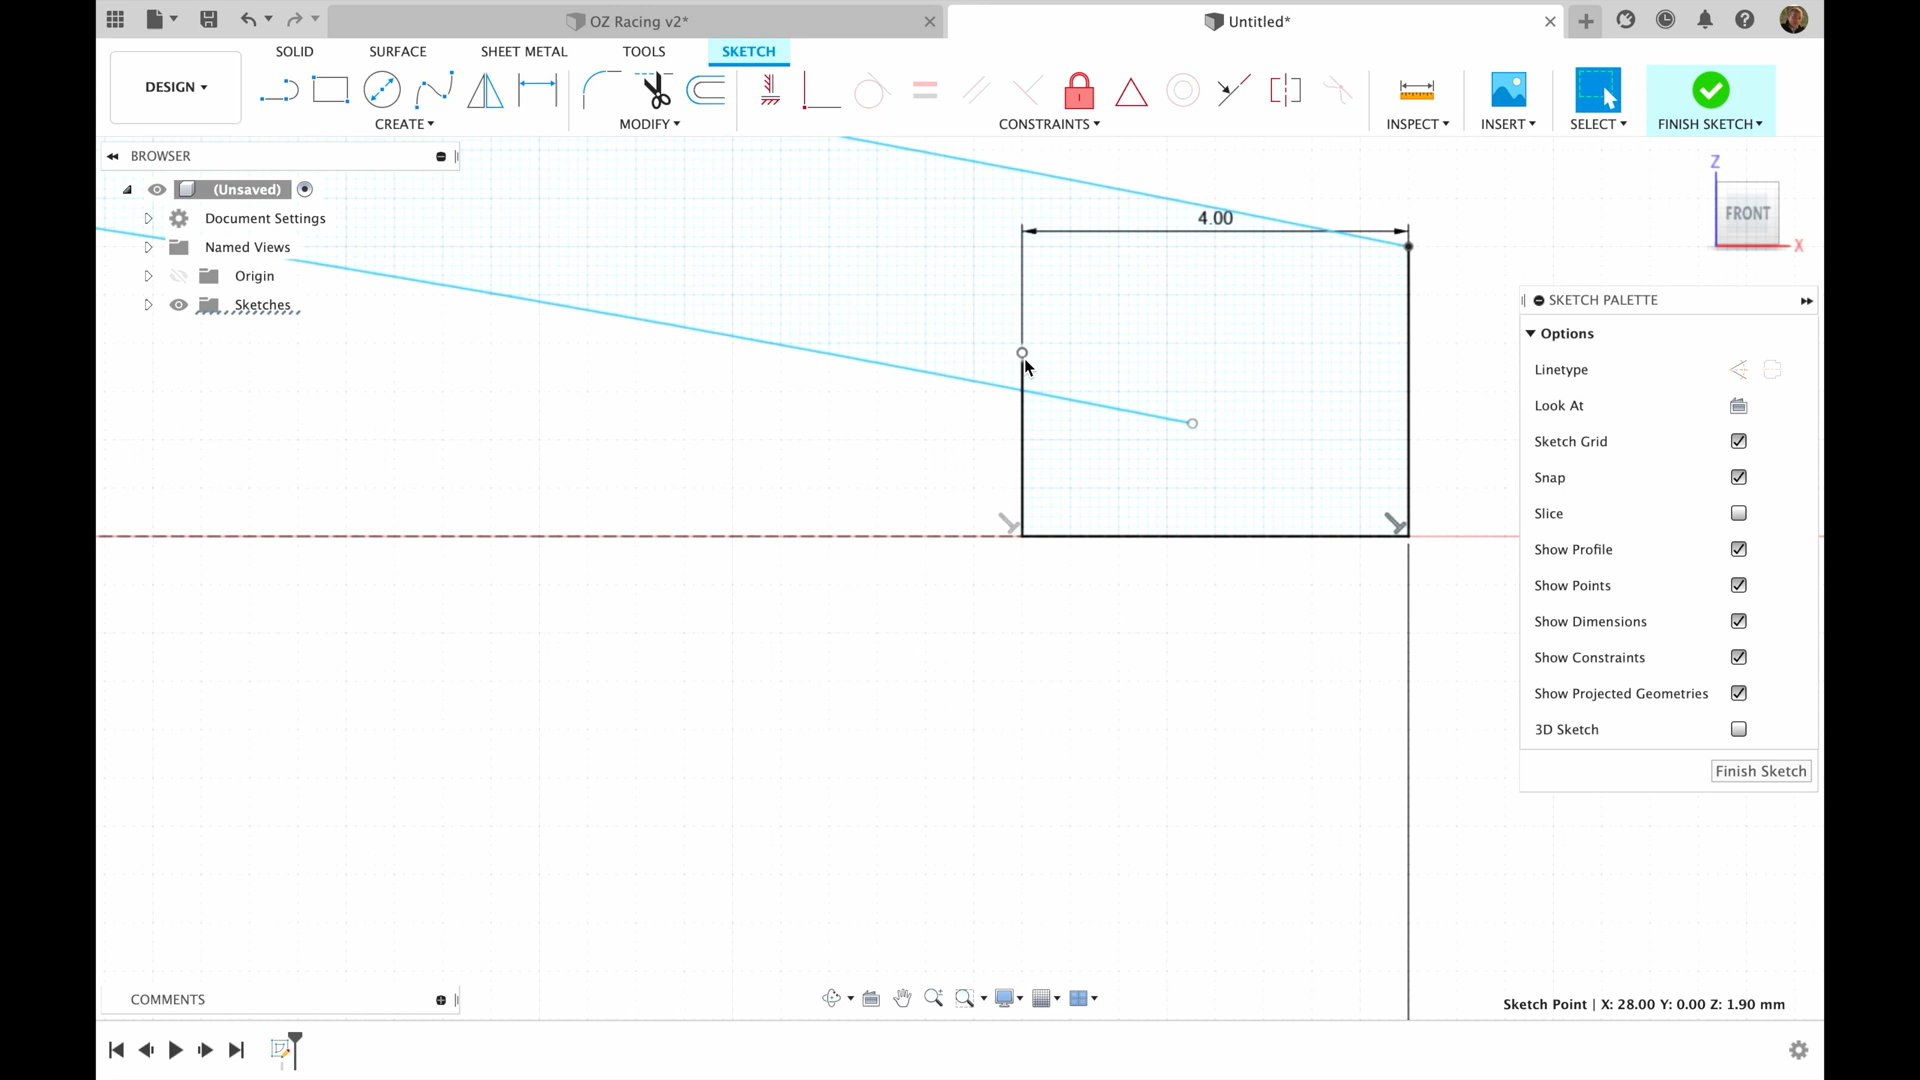 OZ Racing v2*
Untitled*
DESIGN
SOLID
SURFACE
SHEET METAL
TOOLS
SKETCH
CREATE
MODIFY
CONSTRAINTS
INSPECT
INSERT
SELECT
FINISH SKETCH
BROWSER
(Unsaved)
Document Settings
Named Views
Origin
Sketches
4.00
Z
FRONT
X
SKETCH PALETTE
Options
Linetype
Look At
Sketch Grid
Snap
Slice
Show Profile
Show Points
Show Dimensions
Show Constraints
Show Projected Geometries
3D Sketch
Finish Sketch
COMMENTS
Sketch Point | X: 28.00 Y: 0.00 Z: 1.90 mm